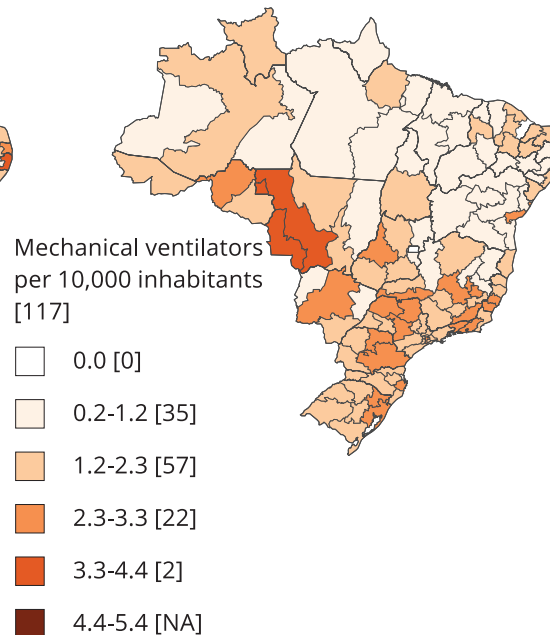 Mechanical ventilators
per 10,000 inhabitants
[117]
0.0 [0]
0.2-1.2 [35]
1.2-2.3 [57]
2.3-3.3 [22]
3.3-4.4 [2]
4.4-5.4 [NA]